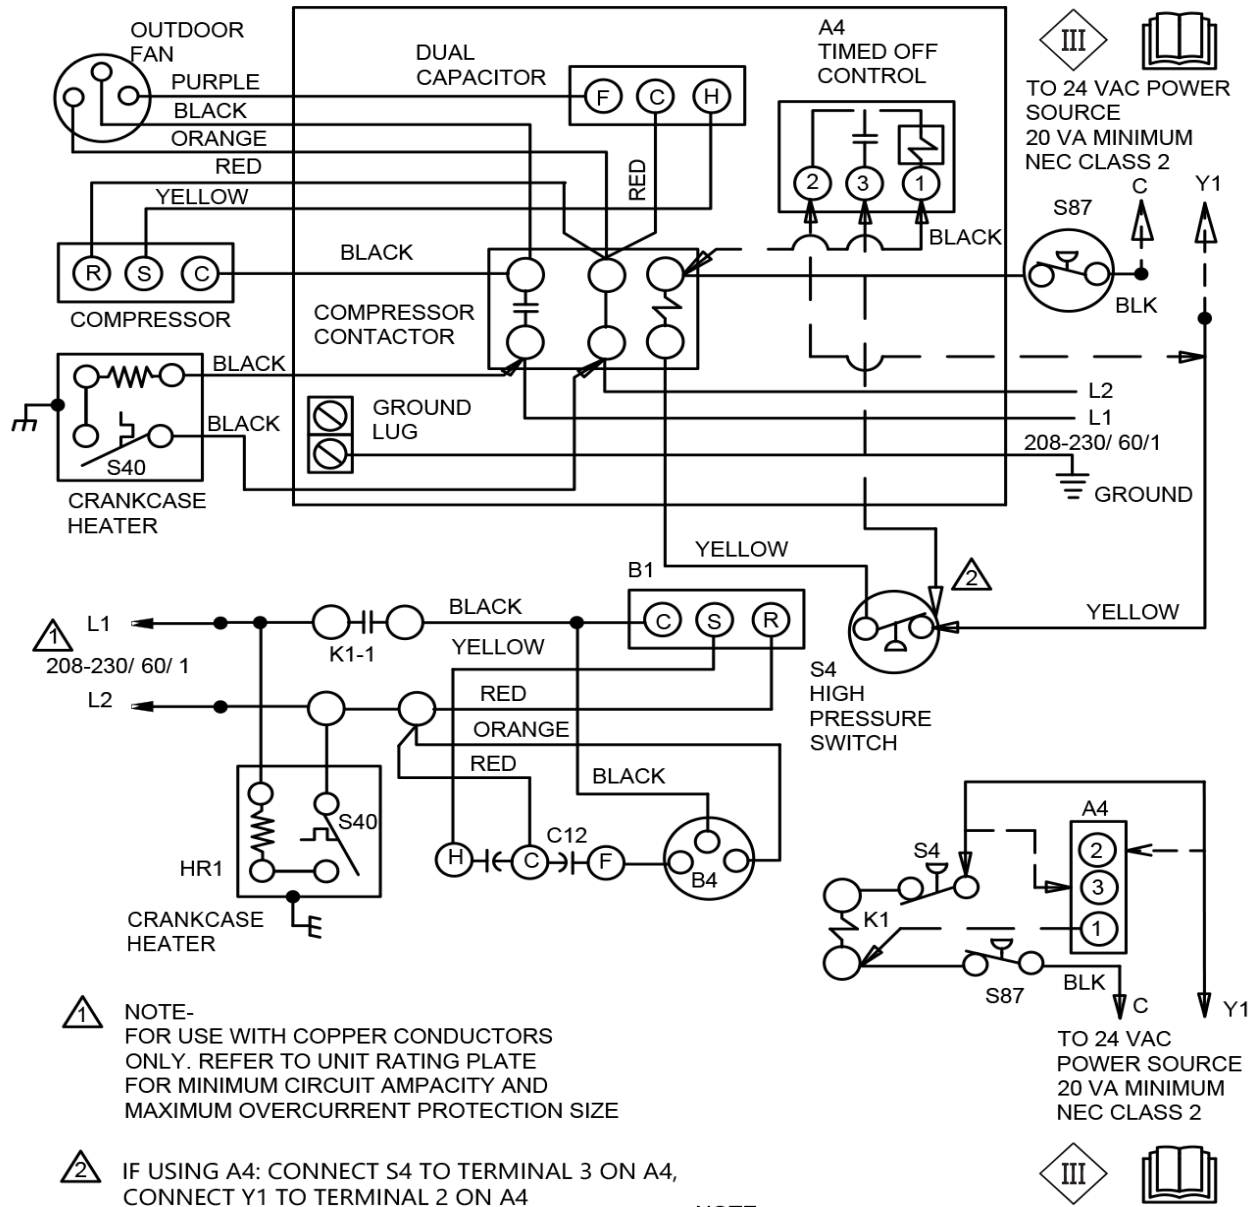 OUTDOOR
FAN
PURPLE
BLACK
ORANGE
RED
YELLOW
DUAL
CAPACITOR
F
C
H
RED
A4
TIMED OFF
CONTROL
2
3
1
BLACK
III
TO 24 VAC POWER
SOURCE
20 VA MINIMUM
NEC CLASS 2
C
Y1
S87
BLK
R
S
C
COMPRESSOR
BLACK
COMPRESSOR
CONTACTOR
BLACK
BLACK
S40
CRANKCASE
HEATER
GROUND
LUG
L2
L1
208-230/ 60/1
GROUND
YELLOW
2
YELLOW
S4
HIGH
PRESSURE
SWITCH
B1
C
S
R
1
L1
208-230/ 60/ 1
L2
K1-1
BLACK
YELLOW
RED
ORANGE
RED
BLACK
S40
HR1
CRANKCASE
HEATER
H
C
C12
F
B4
A4
2
3
1
S4
K1
S87
BLK
C
Y1
TO 24 VAC
POWER SOURCE
20 VA MINIMUM
NEC CLASS 2
III
1
NOTE-
FOR USE WITH COPPER CONDUCTORS
ONLY. REFER TO UNIT RATING PLATE
FOR MINIMUM CIRCUIT AMPACITY AND
MAXIMUM OVERCURRENT PROTECTION SIZE
2
IF USING A4: CONNECT S4 TO TERMINAL 3 ON A4,
CONNECT Y1 TO TERMINAL 2 ON A4
NOTE